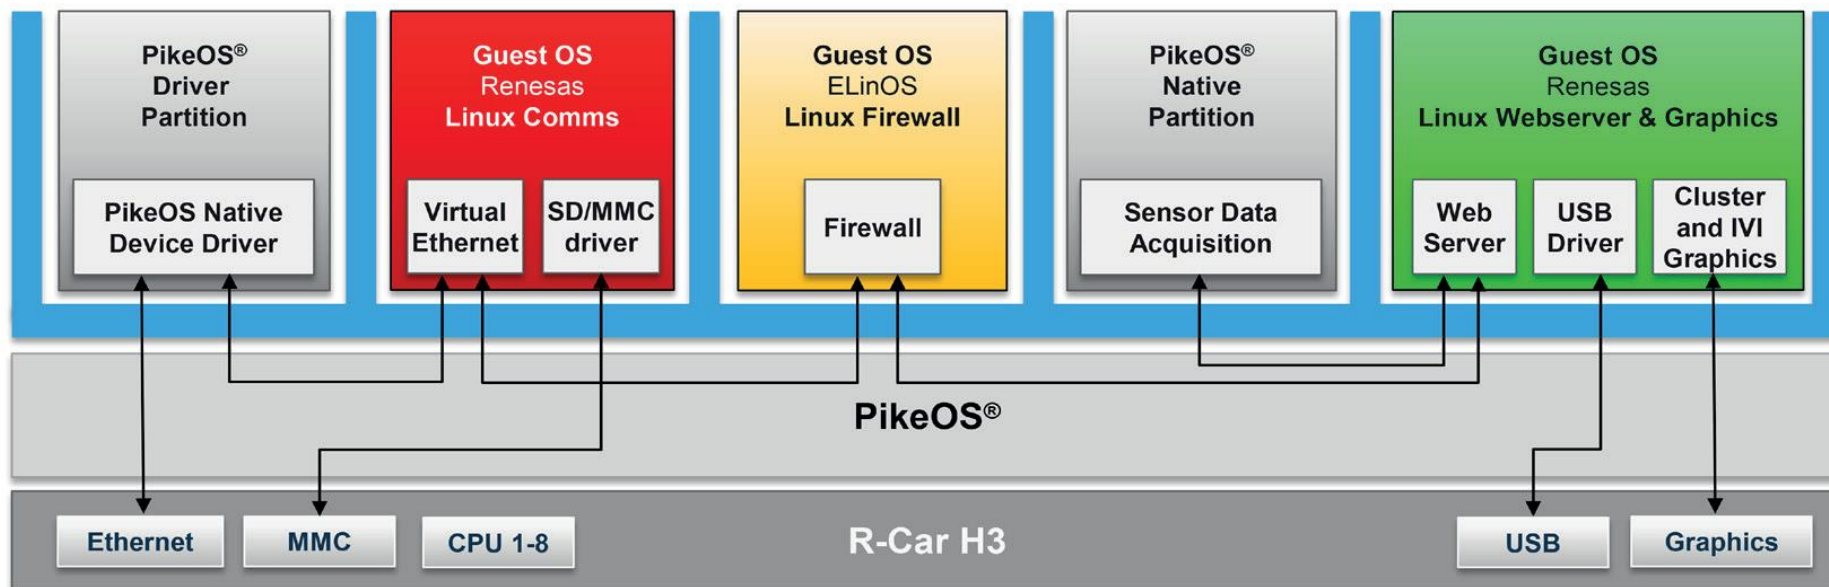 PikeOS®
Driver
Partition
PikeOS Native
Device Driver
Guest OS
Renesas
Linux Comms
Virtual
Ethernet
SD/MMC
driver
Guest OS
ELinOS
Linux Firewall
Firewall
PikeOS®
Native
Partition
Sensor Data
Acquisition
Guest OS
Renesas
Linux Webserver & Graphics
Web
Server
USB
Driver
Cluster
and IVI
Graphics
PikeOS®
Ethernet
MMC
CPU 1-8
R-Car H3
USB
Graphics